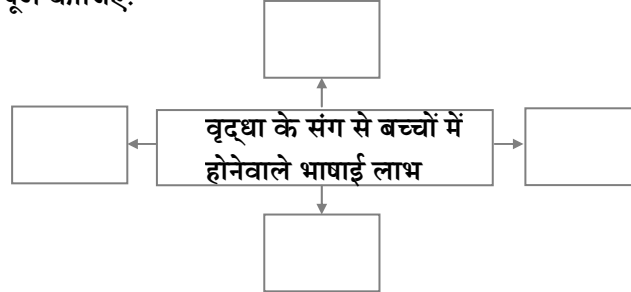 वृद्धा के संग से बच्चों में
होनेवाले भाषाई लाभ